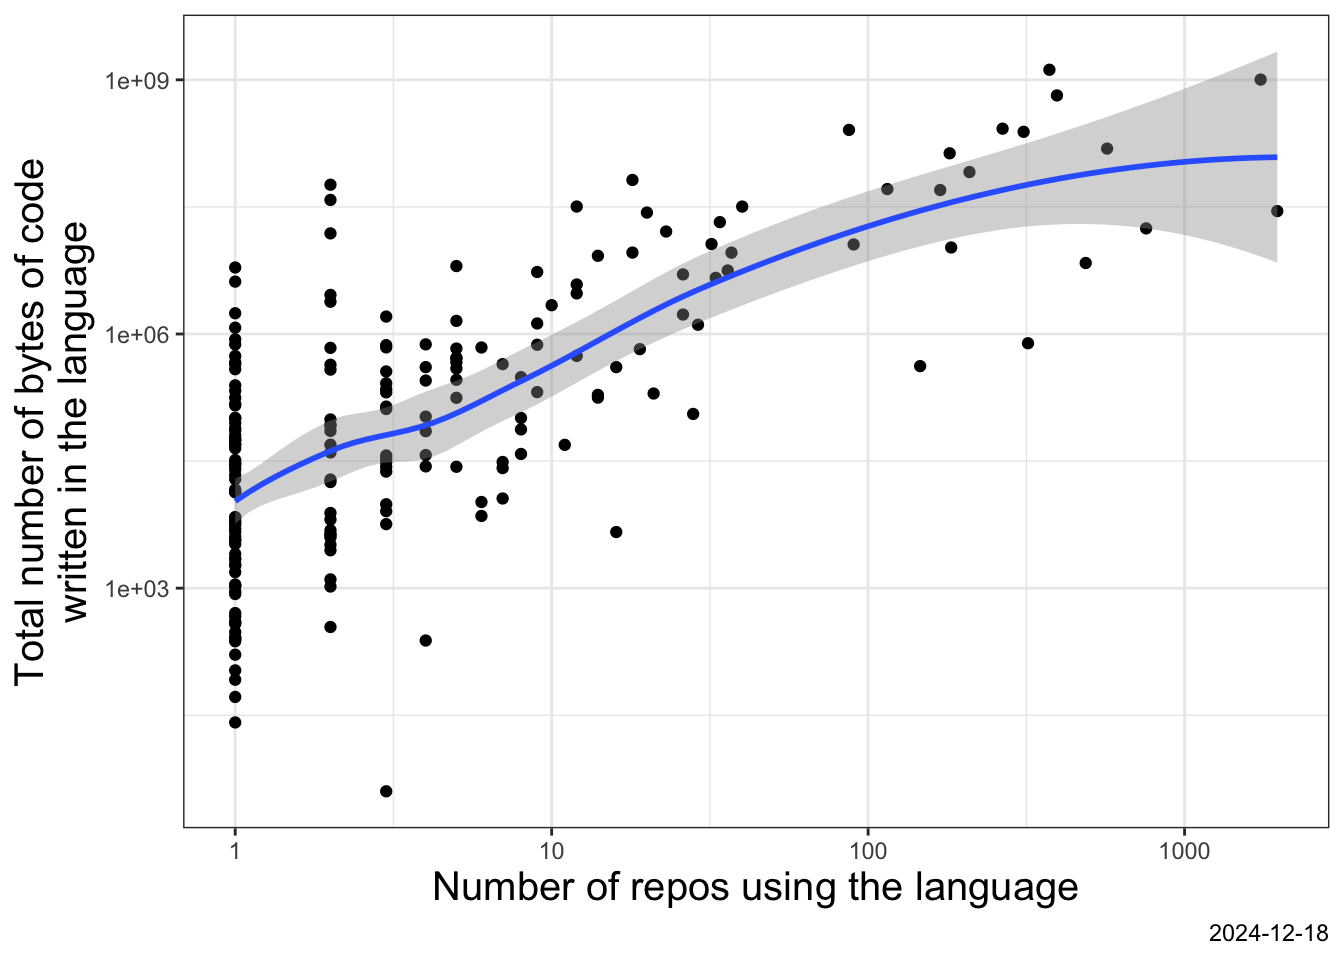 Total number of bytes of code
written in the language
1e+09
1e+06
1e+03
1 10 100 1000
Number of repos using the language
2024-12-18